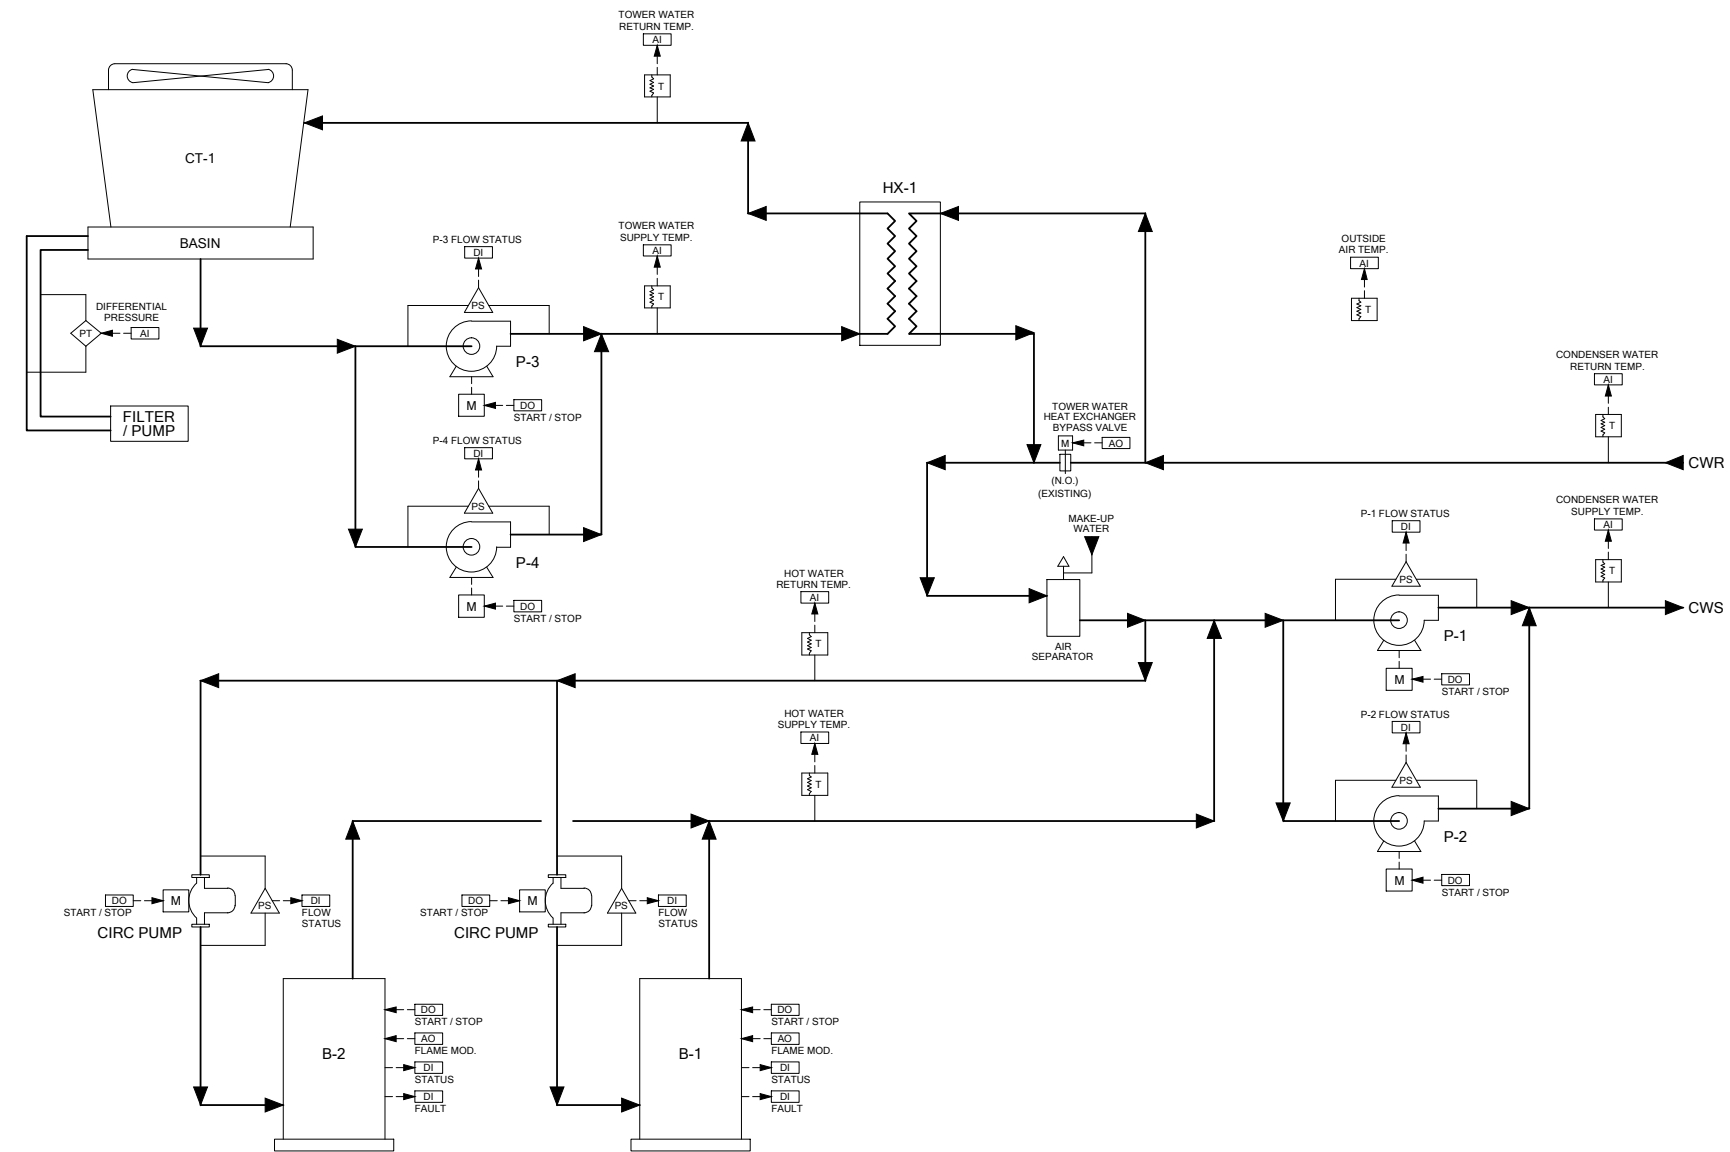 TOWER WATER
RETURN TEMP.
AI
T
CT-1
BASIN
DIFFERENTIAL
PRESSURE
PT
AI
FILTER
/ PUMP
P-3 FLOW STATUS
DI
PS
P-3
M
DO
START / STOP
P-4 FLOW STATUS
DI
PS
P-4
M
DO
START / STOP
TOWER WATER
SUPPLY TEMP.
AI
T
HX-1
OUTSIDE
AIR TEMP.
AI
T
TOWER WATER
HEAT EXCHANGER
BYPASS VALVE
M
AO
(N.O.)
(EXISTING)
CONDENSER WATER
RETURN TEMP.
AI
T
CWR
CONDENSER WATER
SUPPLY TEMP.
AI
T
CWS
MAKE-UP
WATER
AIR
SEPARATOR
P-1 FLOW STATUS
DI
PS
P-1
M
DO
START / STOP
P-2 FLOW STATUS
DI
PS
P-2
M
DO
START / STOP
HOT WATER
RETURN TEMP.
AI
T
HOT WATER
SUPPLY TEMP.
AI
T
DO
START / STOP
M
PS
DI
FLOW
STATUS
CIRC PUMP
DO
START / STOP
M
PS
DI
FLOW
STATUS
CIRC PUMP
B-2
DO
START / STOP
AO
FLAME MOD.
DI
STATUS
DI
FAULT
B-1
DO
START / STOP
AO
FLAME MOD.
DI
STATUS
DI
FAULT